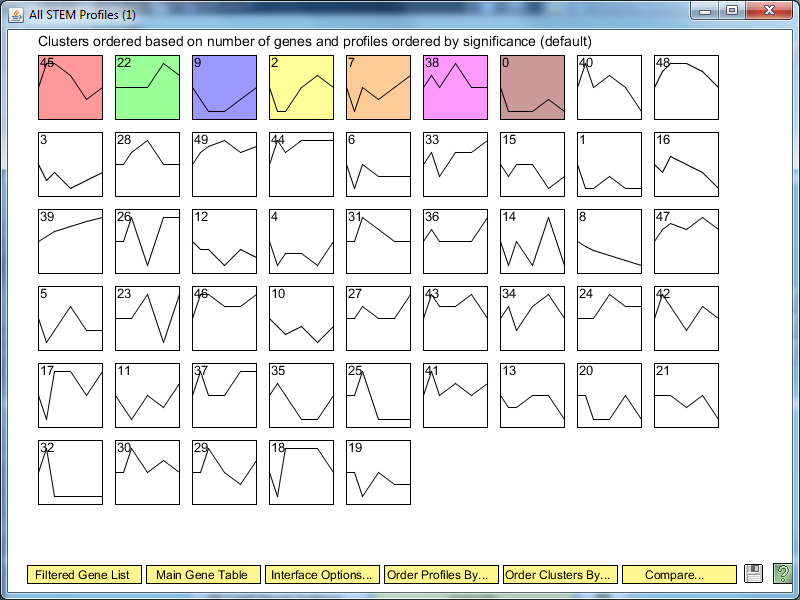 All STEM Profiles (1)
Clusters ordered based on number of genes and profiles ordered by significance (default)
45 22 9 2 7 38 0 40 48
3 28 49 44 6 33 15 1 16
39 26 12 4 31 36 14 8 47
5 23 46 10 27 43 34 24 42
17 11 37 35 25 41 13 20 21
32 30 29 18 19
Filtered Gene List Main Gene Table Interface Options... Order Profiles By... Order Clusters By... Compare... ?